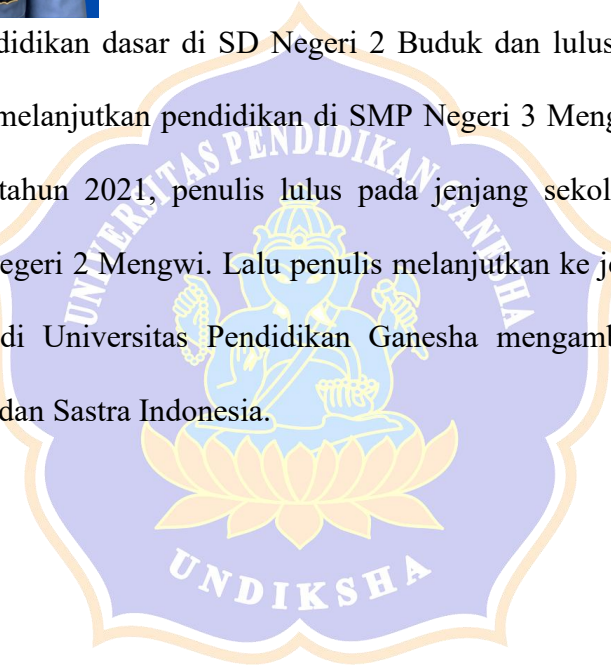 didikan dasar di SD Negeri 2 Buduk dan lulus
melanjutkan pendidikan di SMP Negeri 3 Meng
tahun 2021, penulis lulus pada jenjang sekol
egeri 2 Mengwi. Lalu penulis melanjutkan ke je
di Universitas Pendidikan Ganesha mengamb
dan Sastra Indonesia.
UNIVERSITAS PENDIDIKAN GANESHA
UNDIKSHA